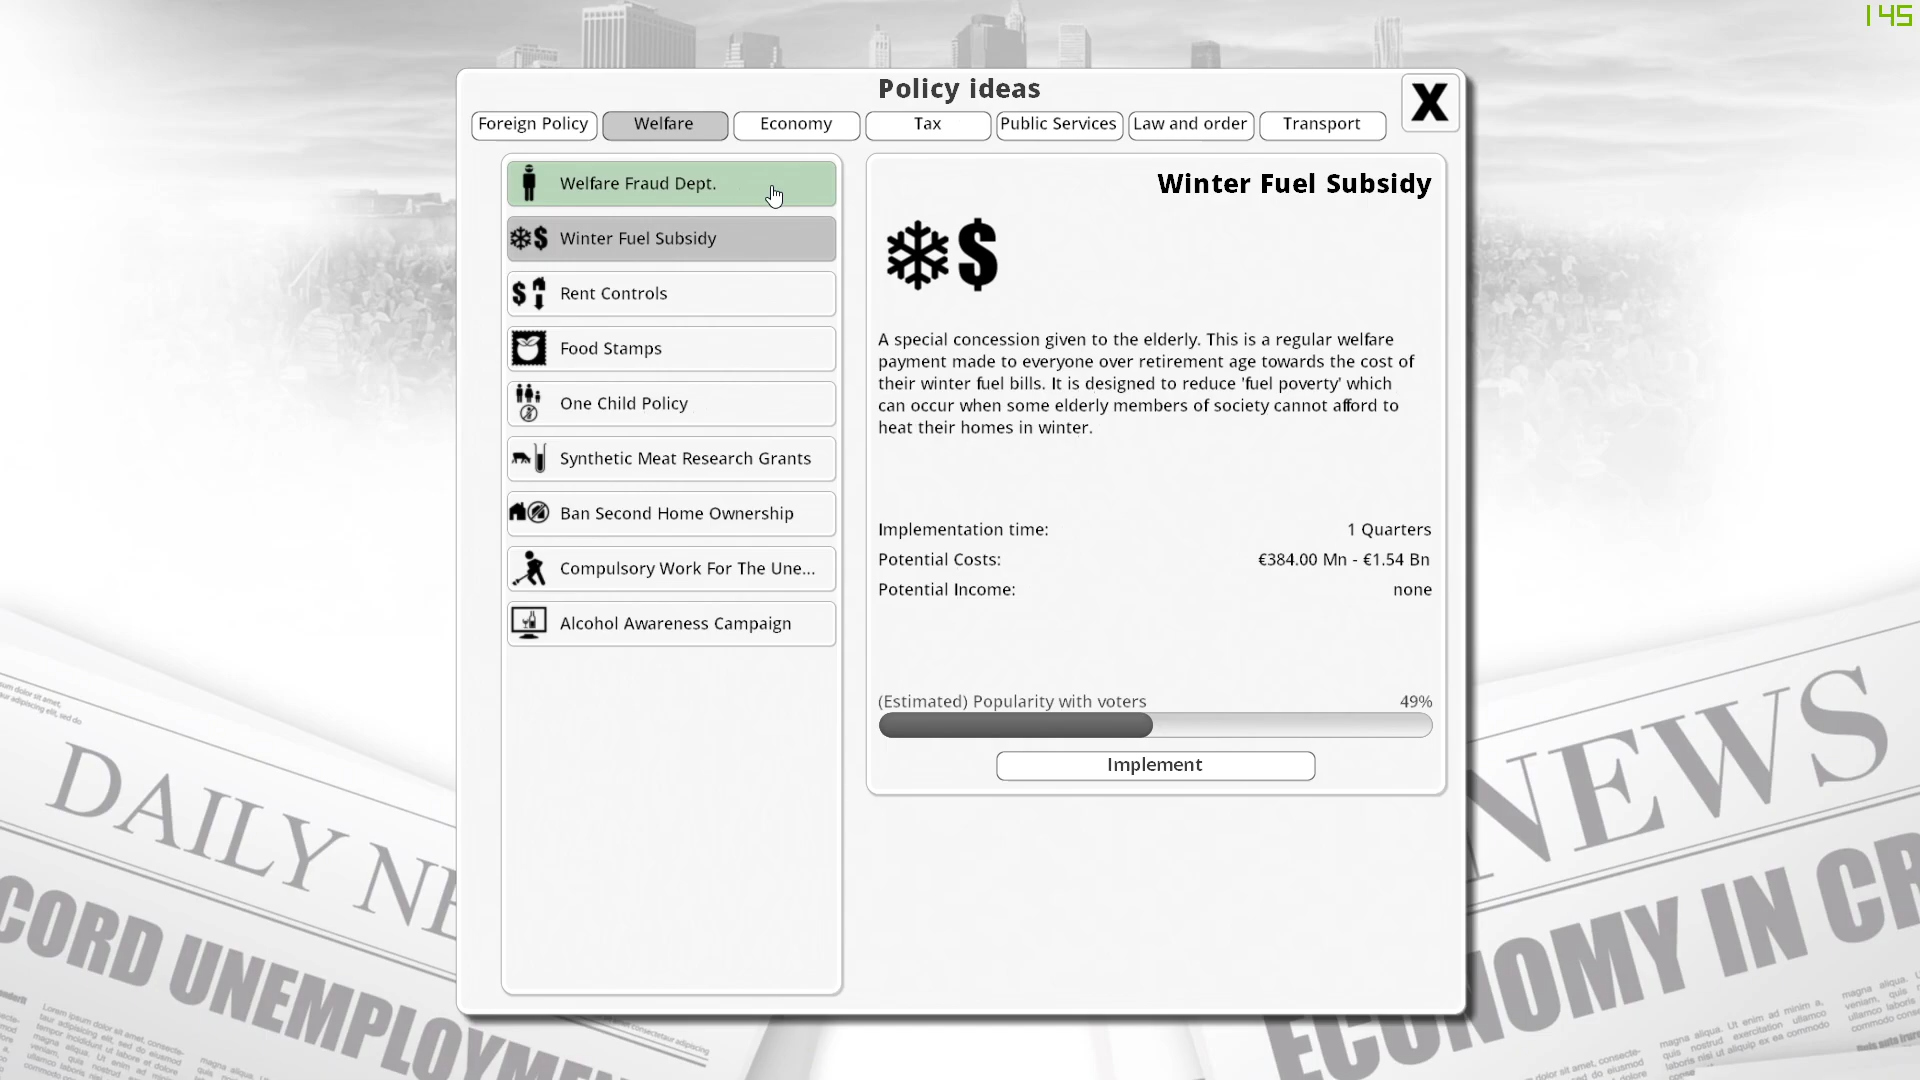 145
Policy ideas
X
Foreign Policy
Welfare
Economy
Tax
Public Services
Law and order
Transport
Welfare Fraud Dept.
Winter Fuel Subsidy
Rent Controls
Food Stamps
One Child Policy
Synthetic Meat Research Grants
Ban Second Home Ownership
Compulsory Work For The Une...
Alcohol Awareness Campaign
Winter Fuel Subsidy
A special concession given to the elderly. This is a regular welfare
payment made to everyone over retirement age towards the cost of
their winter fuel bills. It is designed to reduce 'fuel poverty' which
can occur when some elderly members of society cannot afford to
heat their homes in winter.
Implementation time: 1 Quarters
Potential Costs: €384.00 Mn - €1.54 Bn
Potential Income: none
(Estimated) Popularity with voters 49%
Implement
DAILY NE
CORD UNEMPLOYME
NEWS
ECONOMY IN CR